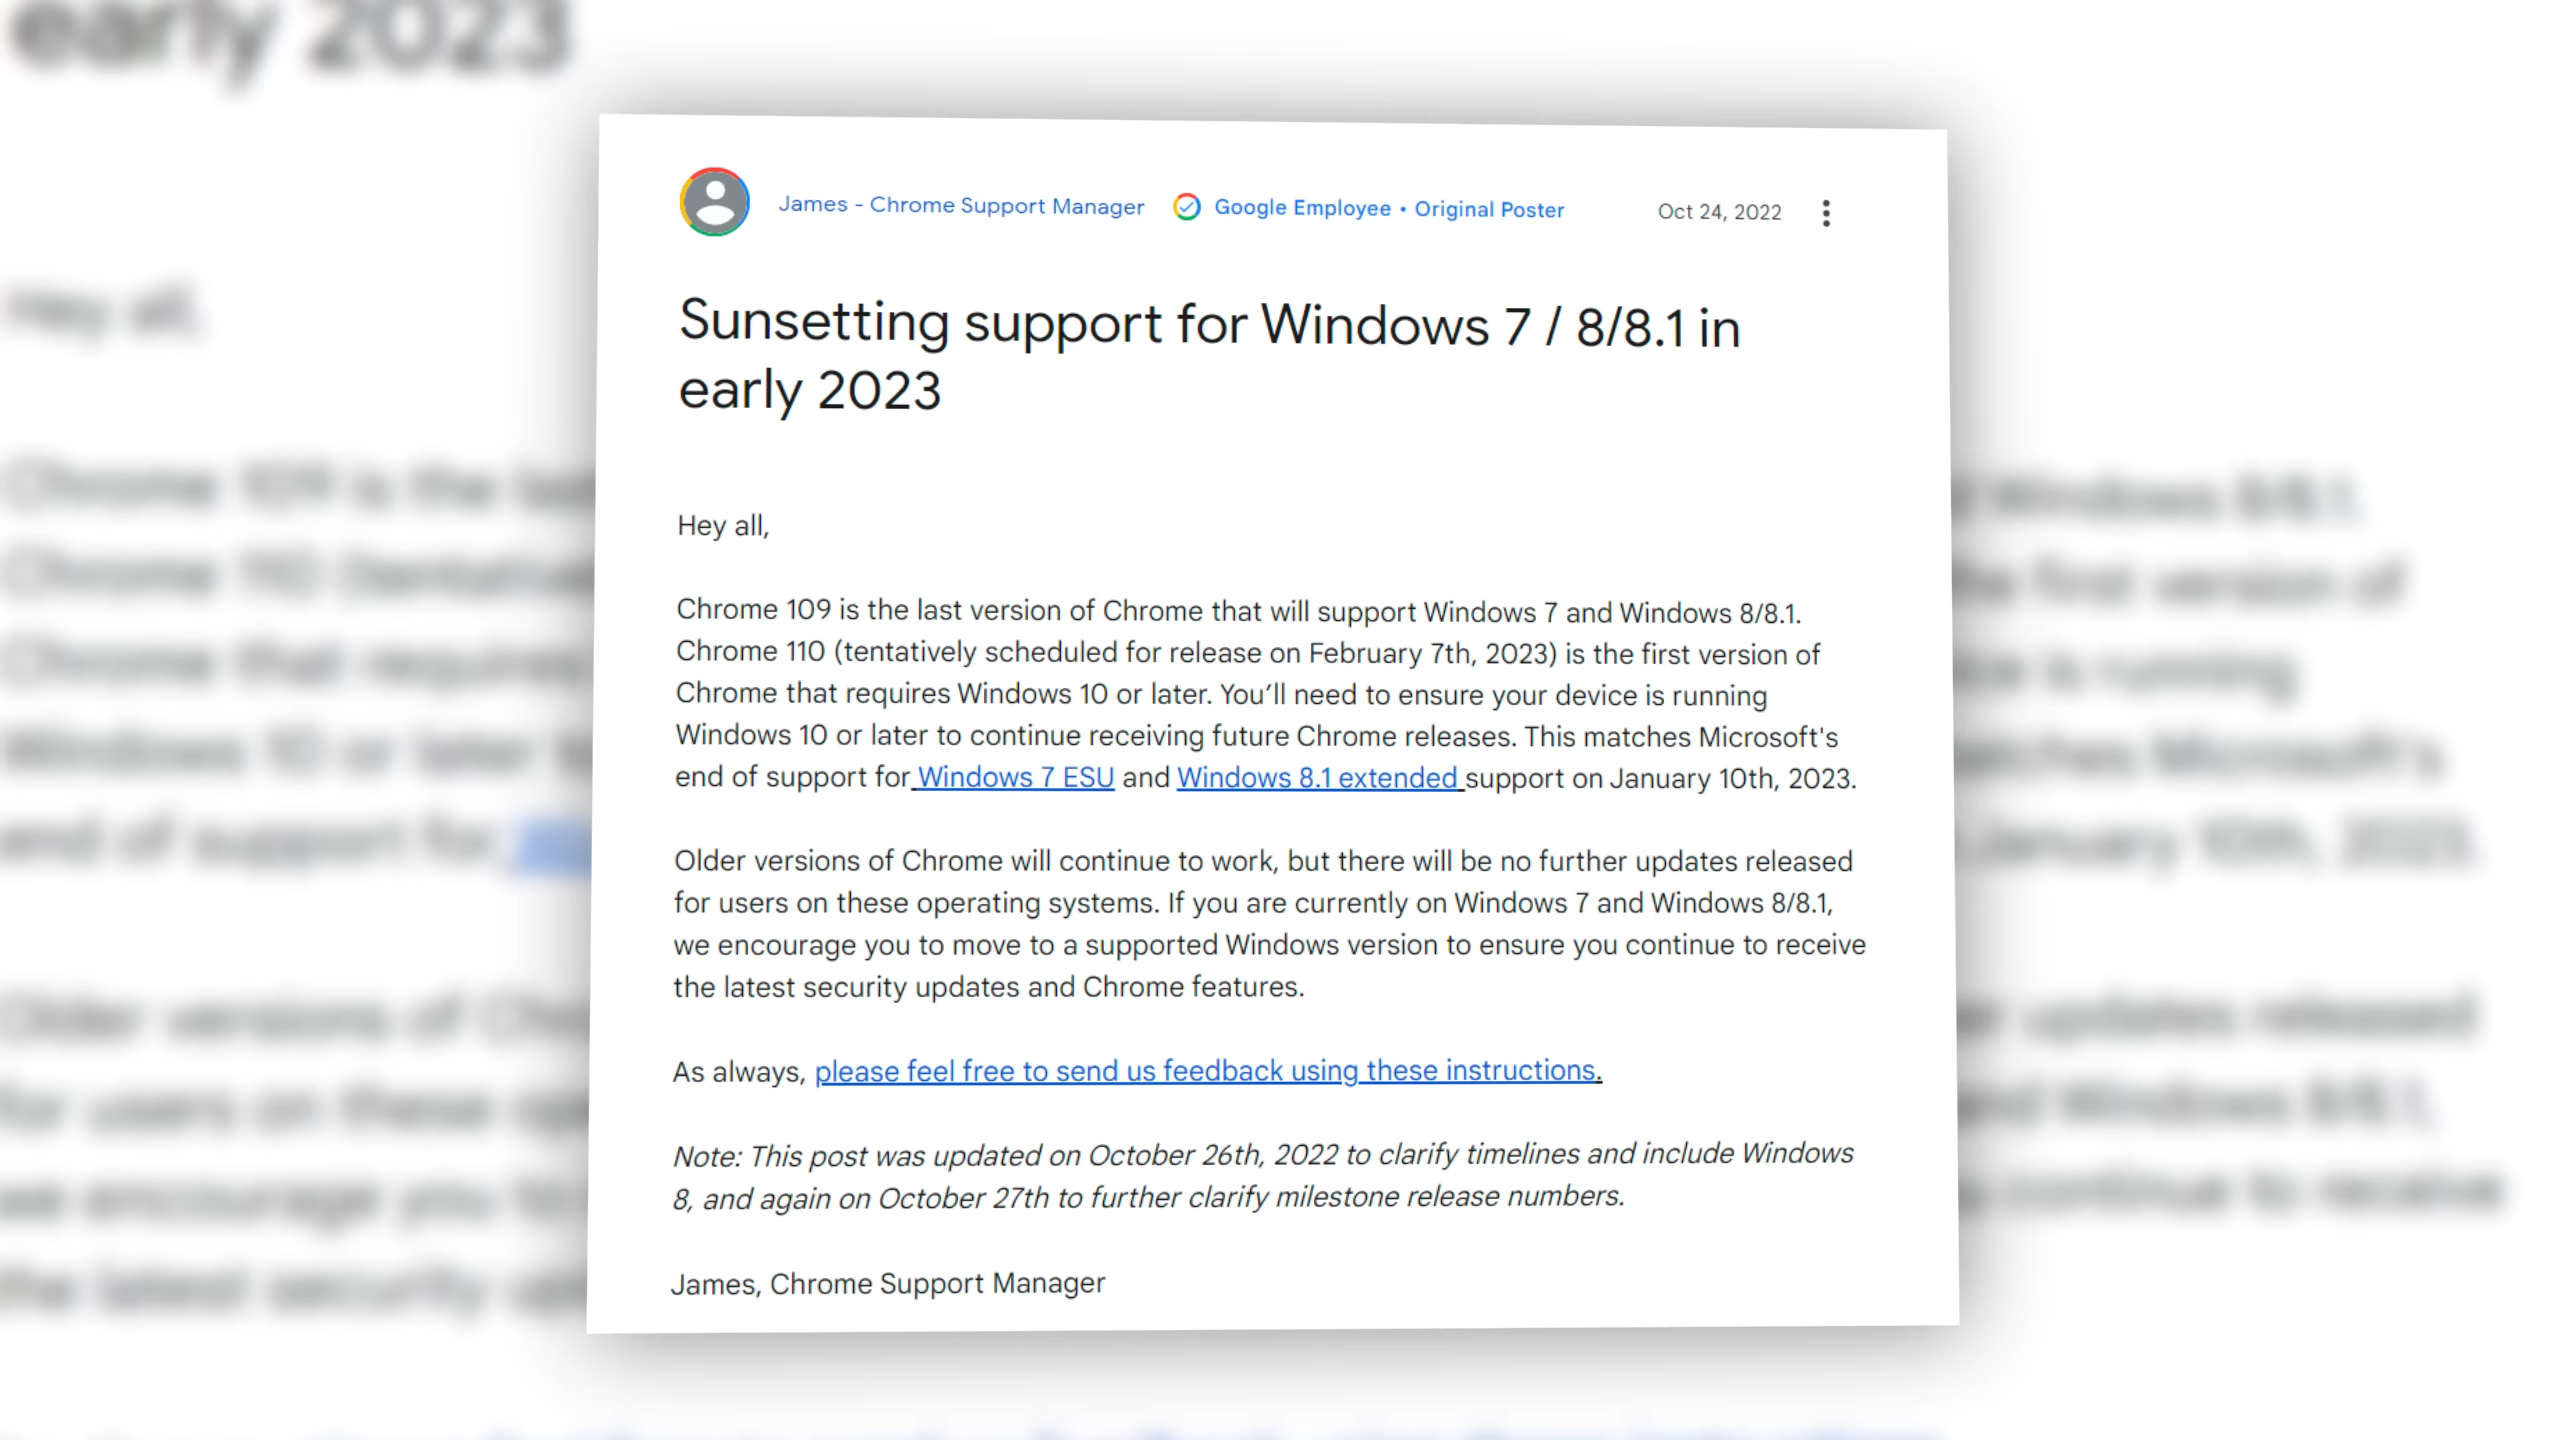 early 2023
James - Chrome Support Manager Google Employee • Original Poster Oct 24, 2022
Sunsetting support for Windows 7 / 8/8.1 in
early 2023
Hey all,
Chrome 109 is the last version of Chrome that will support Windows 7 and Windows 8/8.1.
Chrome 110 (tentatively scheduled for release on February 7th, 2023) is the first version of
Chrome that requires Windows 10 or later. You’ll need to ensure your device is running
Windows 10 or later to continue receiving future Chrome releases. This matches Microsoft's
end of support for Windows 7 ESU and Windows 8.1 extended support on January 10th, 2023.
Older versions of Chrome will continue to work, but there will be no further updates released
for users on these operating systems. If you are currently on Windows 7 and Windows 8/8.1,
we encourage you to move to a supported Windows version to ensure you continue to receive
the latest security updates and Chrome features.
As always, please feel free to send us feedback using these instructions.
Note: This post was updated on October 26th, 2022 to clarify timelines and include Windows
8, and again on October 27th to further clarify milestone release numbers.
James, Chrome Support Manager